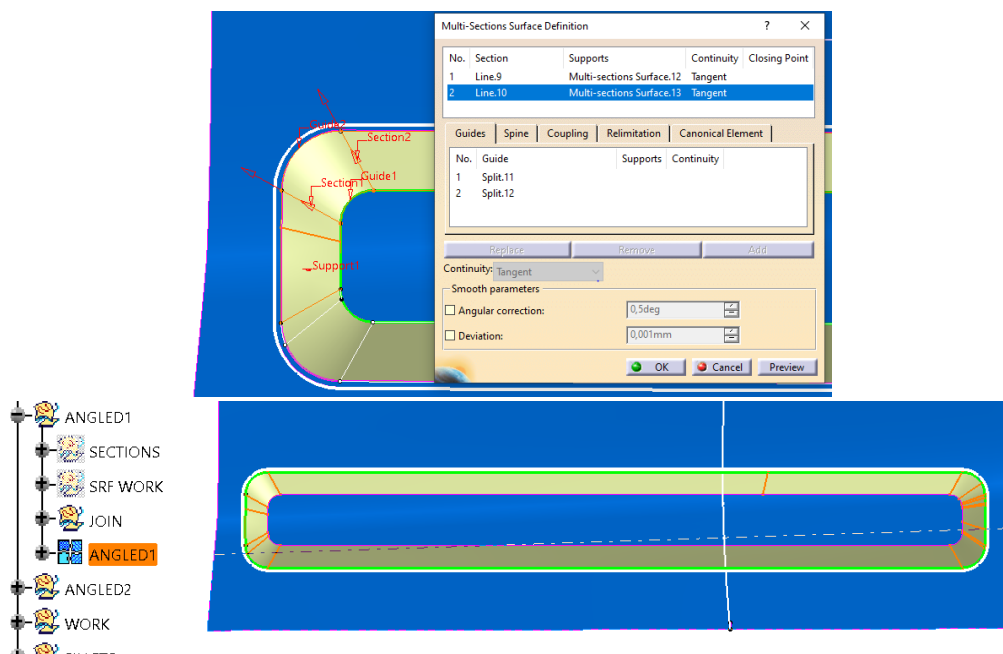 Multi-Sections Surface Definition ? X
No. Section Supports Continuity Closing Point
1 Line.9 Multi-sections Surface.12 Tangent
2 Line.10 Multi-sections Surface.13 Tangent
Guides Spine Coupling Relimitation Canonical Element
No. Guide Supports Continuity
1 Split.11
2 Split.12
Replace Remove Add
Continuity: Tangent
Smooth parameters
Angular correction: 0,5deg
Deviation: 0,001mm
OK Cancel Preview
Guide2
Section2
Section1
Guide1
Support1
ANGLED1
SECTIONS
SRF WORK
JOIN
ANGLED1
ANGLED2
WORK